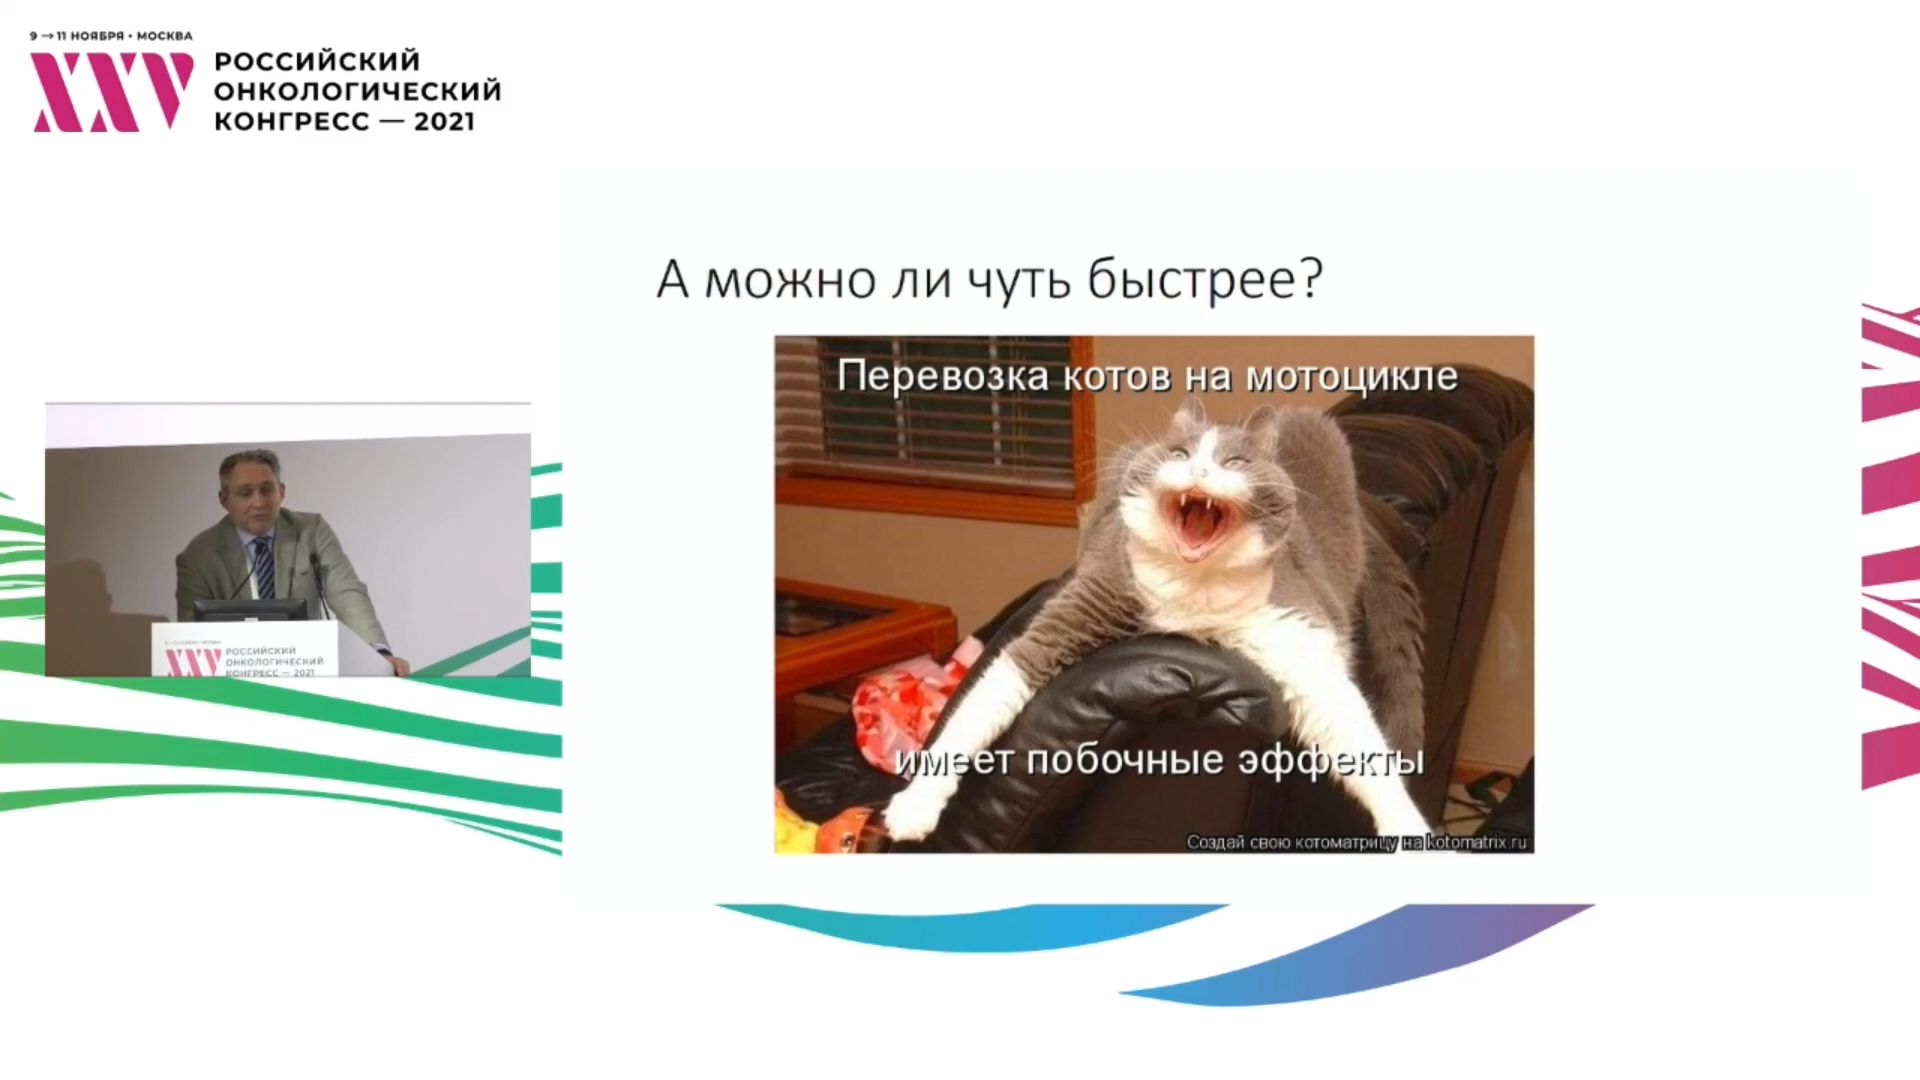 9 → 11 НОЯБРЯ • МОСКВА
XXV
РОССИЙСКИЙ
ОНКОЛОГИЧЕСКИЙ
КОНГРЕСС — 2021
А можно ли чуть быстрее?
Перевозка котов на мотоцикле
имеет побочные эффекты
Создай свою котоматрицу на kotomatrix.ru
XXV
РОССИЙСКИЙ
ОНКОЛОГИЧЕСКИЙ
КОНГРЕСС — 2021